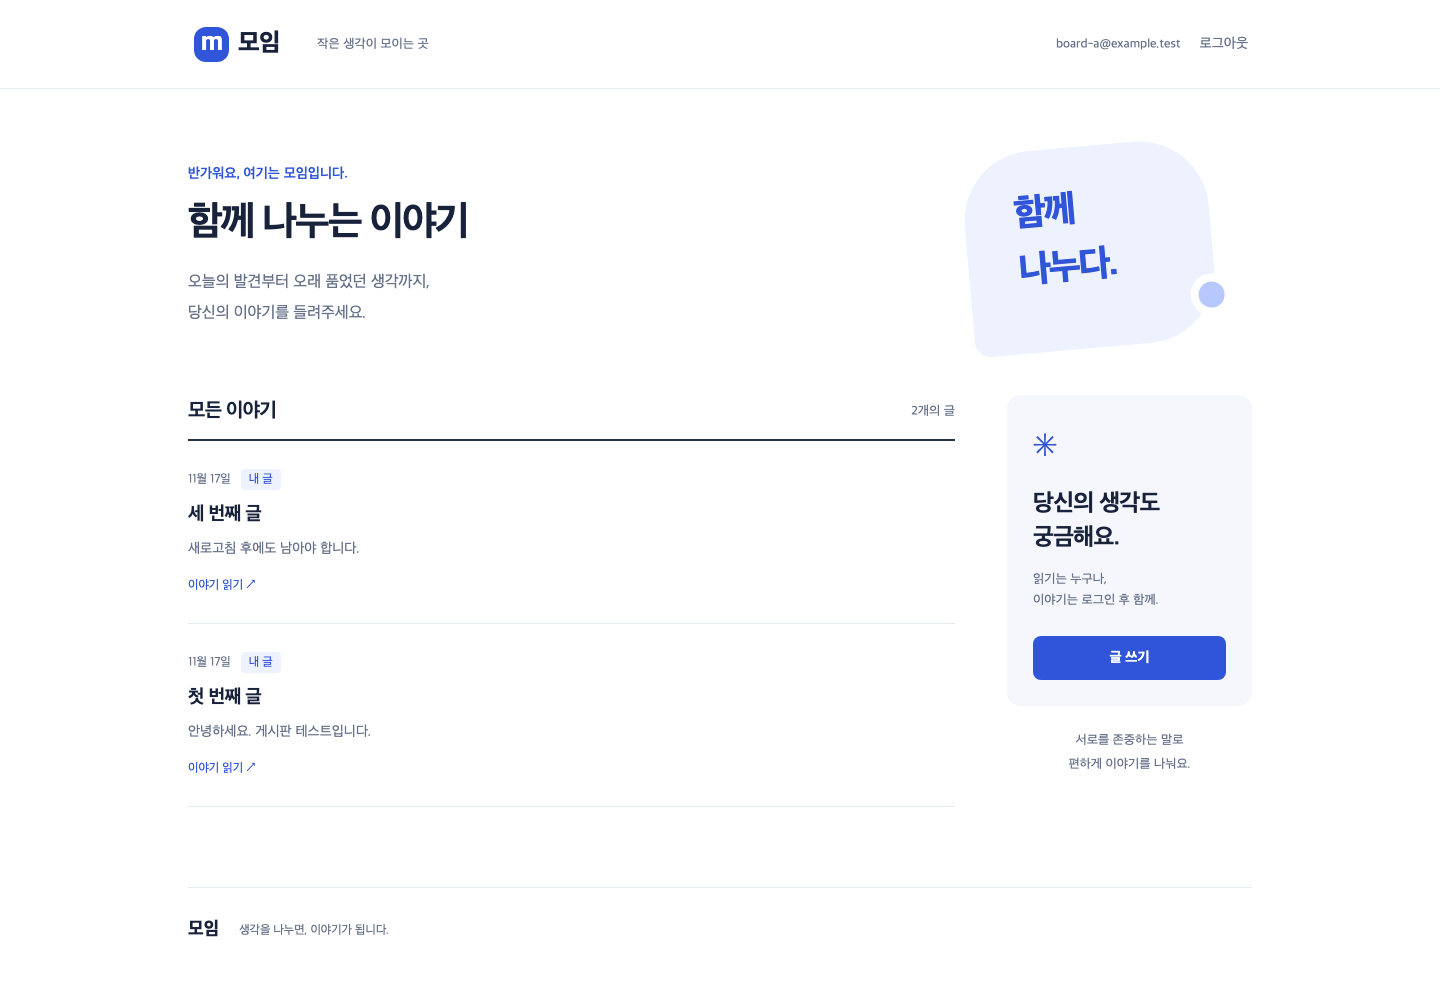 m 모임
작은 생각이 모이는 곳
board-a@example.test
로그아웃
반가워요, 여기는 모임입니다.
함께 나누는 이야기
오늘의 발견부터 오래 품었던 생각까지,
당신의 이야기를 들려주세요.
함께
나누다.
모든 이야기
2개의 글
11월 17일
내 글
세 번째 글
새로고침 후에도 남아야 합니다.
이야기 읽기 ↗
11월 17일
내 글
첫 번째 글
안녕하세요. 게시판 테스트입니다.
이야기 읽기 ↗
당신의 생각도
궁금해요.
읽기는 누구나,
이야기는 로그인 후 함께.
글 쓰기
서로를 존중하는 말로
편하게 이야기를 나눠요.
모임
생각을 나누면, 이야기가 됩니다.